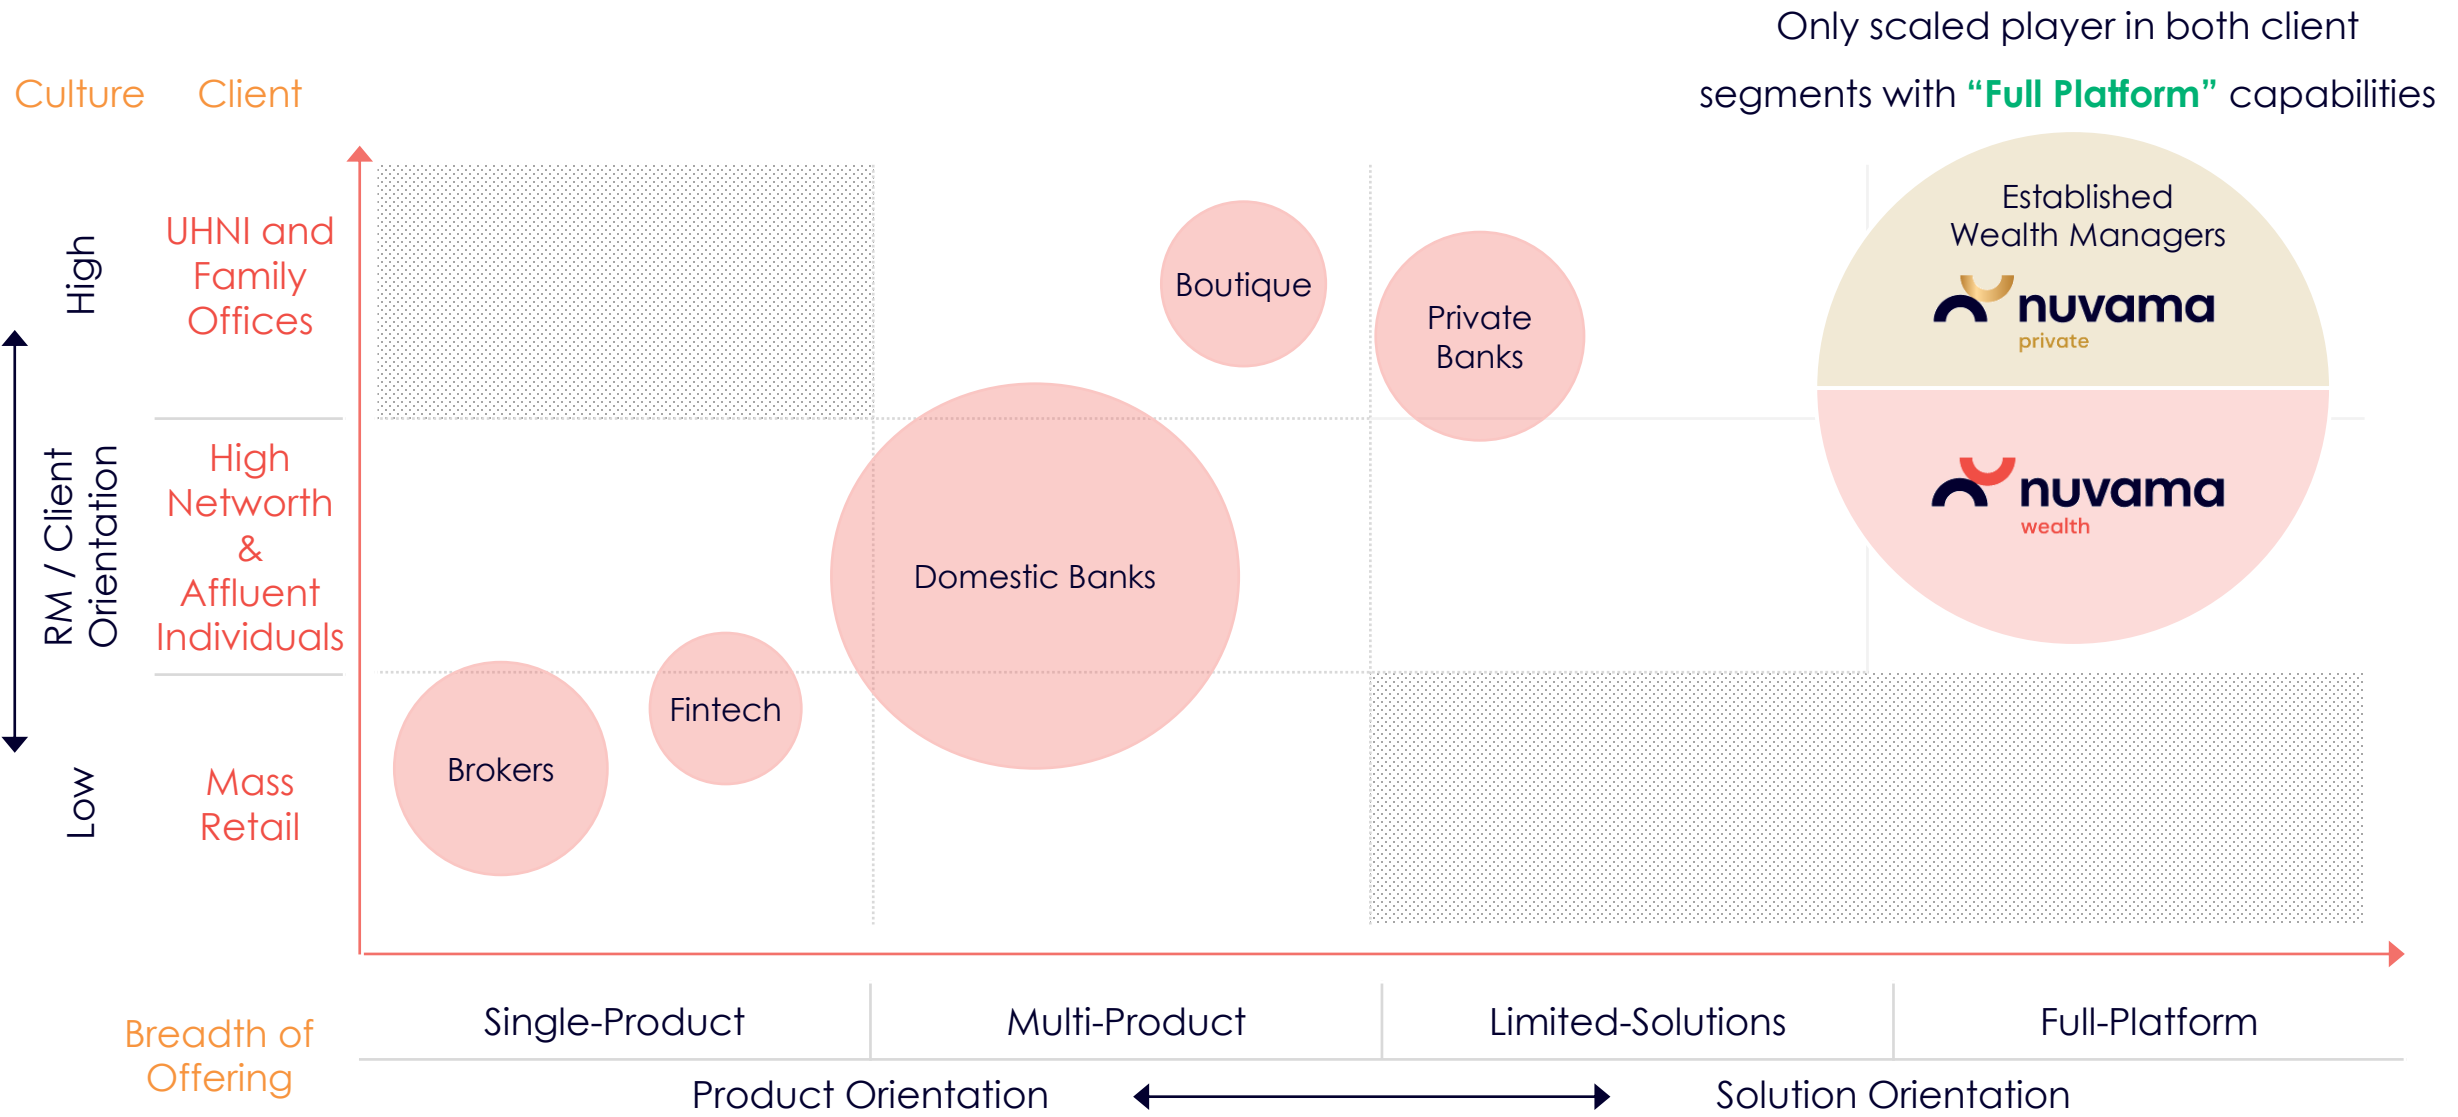 Only scaled player in both client
segments with “Full Platform” capabilities
Culture
Client
Established
Wealth Managers
nuvama
private
nuvama
wealth
High
RM / Client
Orientation
Low
UHNI and
Family
Offices
High
Networth
&
Affluent
Individuals
Mass
Retail
Boutique
Private
Banks
Domestic Banks
Fintech
Brokers
Breadth of
Offering
Single-Product
Multi-Product
Limited-Solutions
Full-Platform
Product Orientation
Solution Orientation